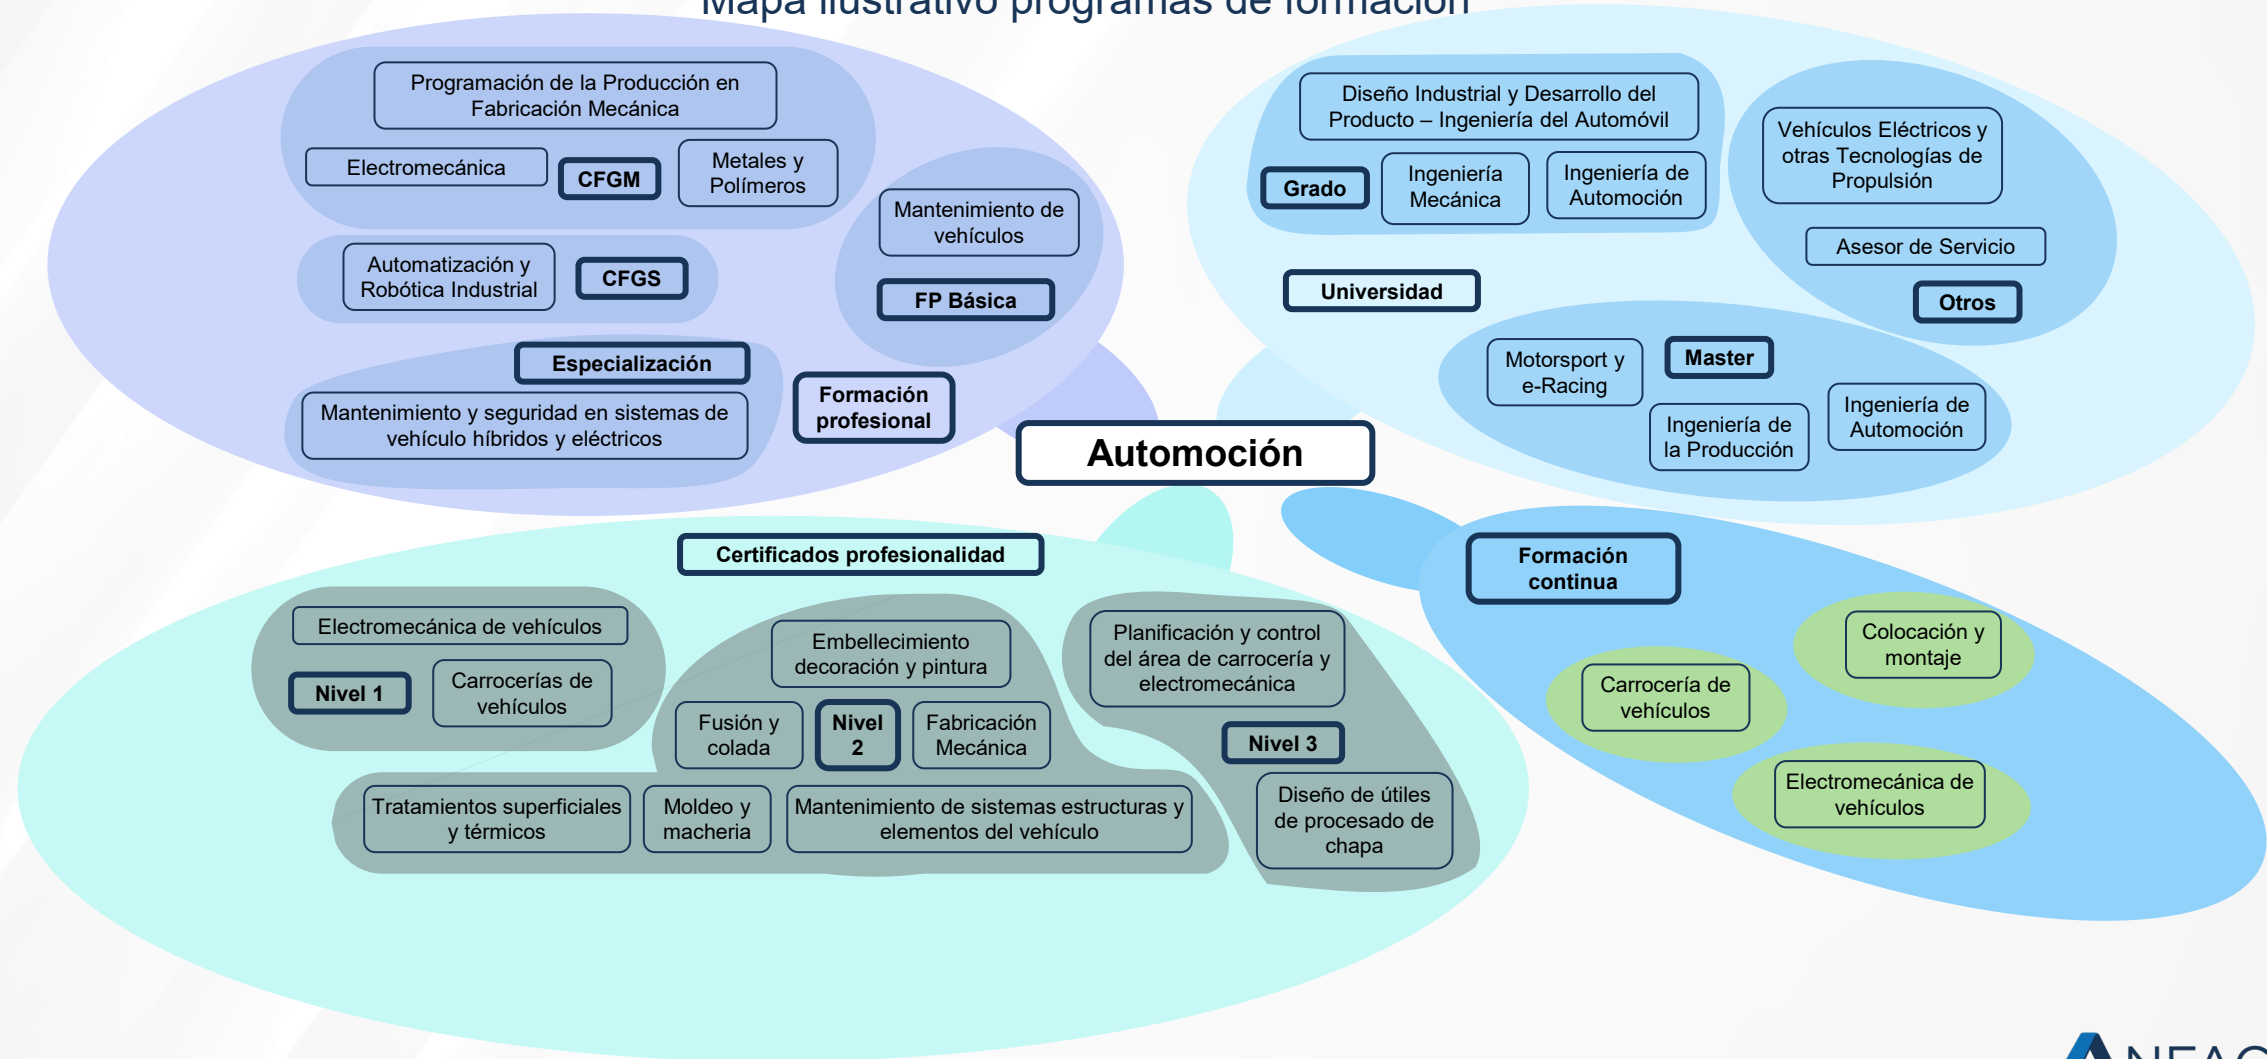 Mapa ilustrativo programas de formación
Programación de la Producción en
Fabricación Mecánica
Electromecánica
CFGM
Metales y
Polímeros
Automatización y
Robótica Industrial
CFGS
Mantenimiento de
vehículos
FP Básica
Especialización
Mantenimiento y seguridad en sistemas de
vehículo híbridos y eléctricos
Formación
profesional
Diseño Industrial y Desarrollo del
Producto – Ingeniería del Automóvil
Grado
Ingeniería
Mecánica
Ingeniería de
Automoción
Vehículos Eléctricos y
otras Tecnologías de
Propulsión
Asesor de Servicio
Otros
Universidad
Motorsport y
e-Racing
Master
Ingeniería de
la Producción
Ingeniería de
Automoción
Automoción
Certificados profesionalidad
Electromecánica de vehículos
Nivel 1
Carrocerías de
vehículos
Embellecimiento
decoración y pintura
Fusión y
colada
Nivel
2
Fabricación
Mecánica
Tratamientos superficiales
y térmicos
Moldeo y
macheria
Mantenimiento de sistemas estructuras y
elementos del vehículo
Planificación y control
del área de carrocería y
electromecánica
Nivel 3
Diseño de útiles
de procesado de
chapa
Formación
continua
Colocación y
montaje
Carrocería de
vehículos
Electromecánica de
vehículos
ANFAC